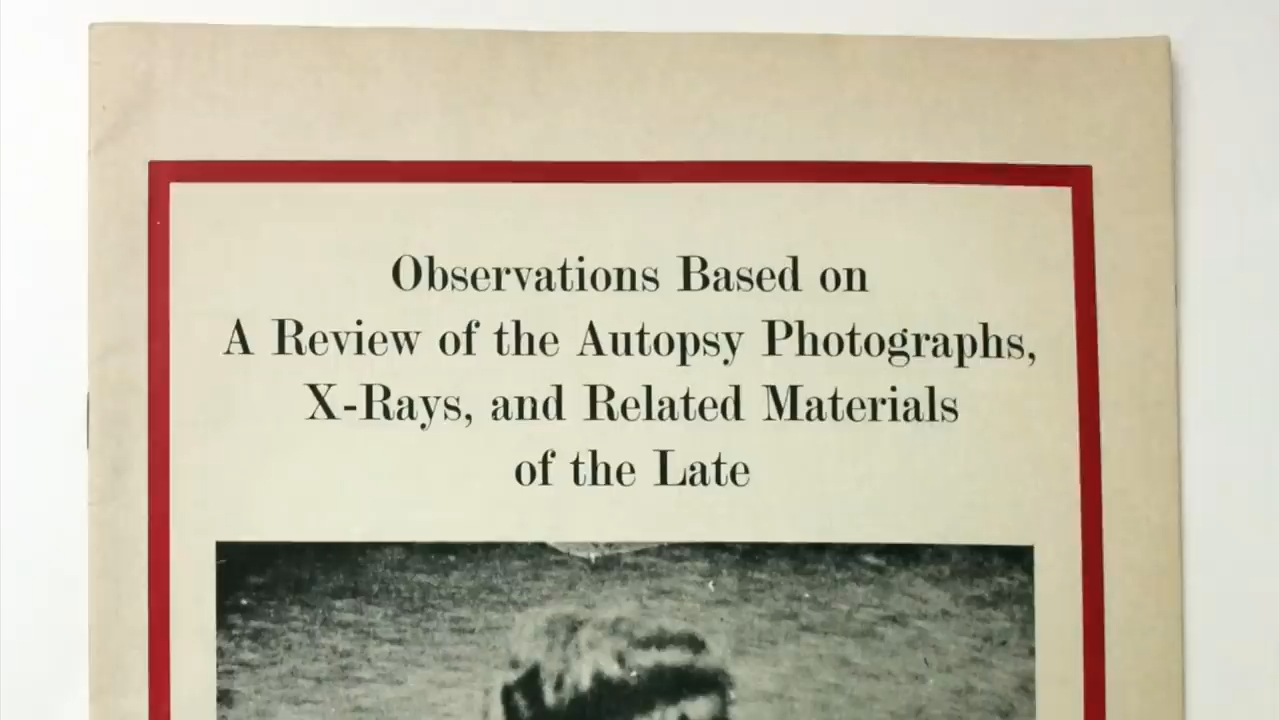 Observations Based on
A Review of the Autopsy Photographs,
X-Rays, and Related Materials
of the Late